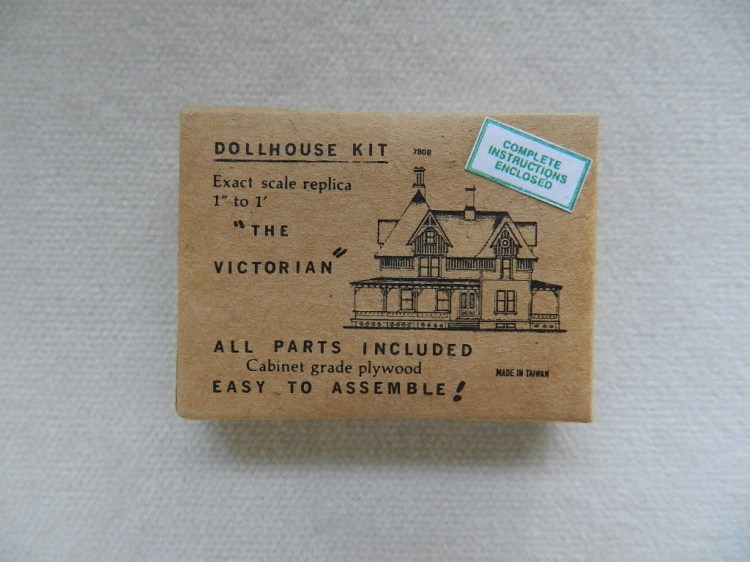 DOLLHOUSE KIT
7808
COMPLETE
INSTRUCTIONS
ENCLOSED
Exact scale replica
1" to 1'
"THE
VICTORIAN"
ALL PARTS INCLUDED
Cabinet grade plywood
MADE IN TAIWAN
EASY TO ASSEMBLE!